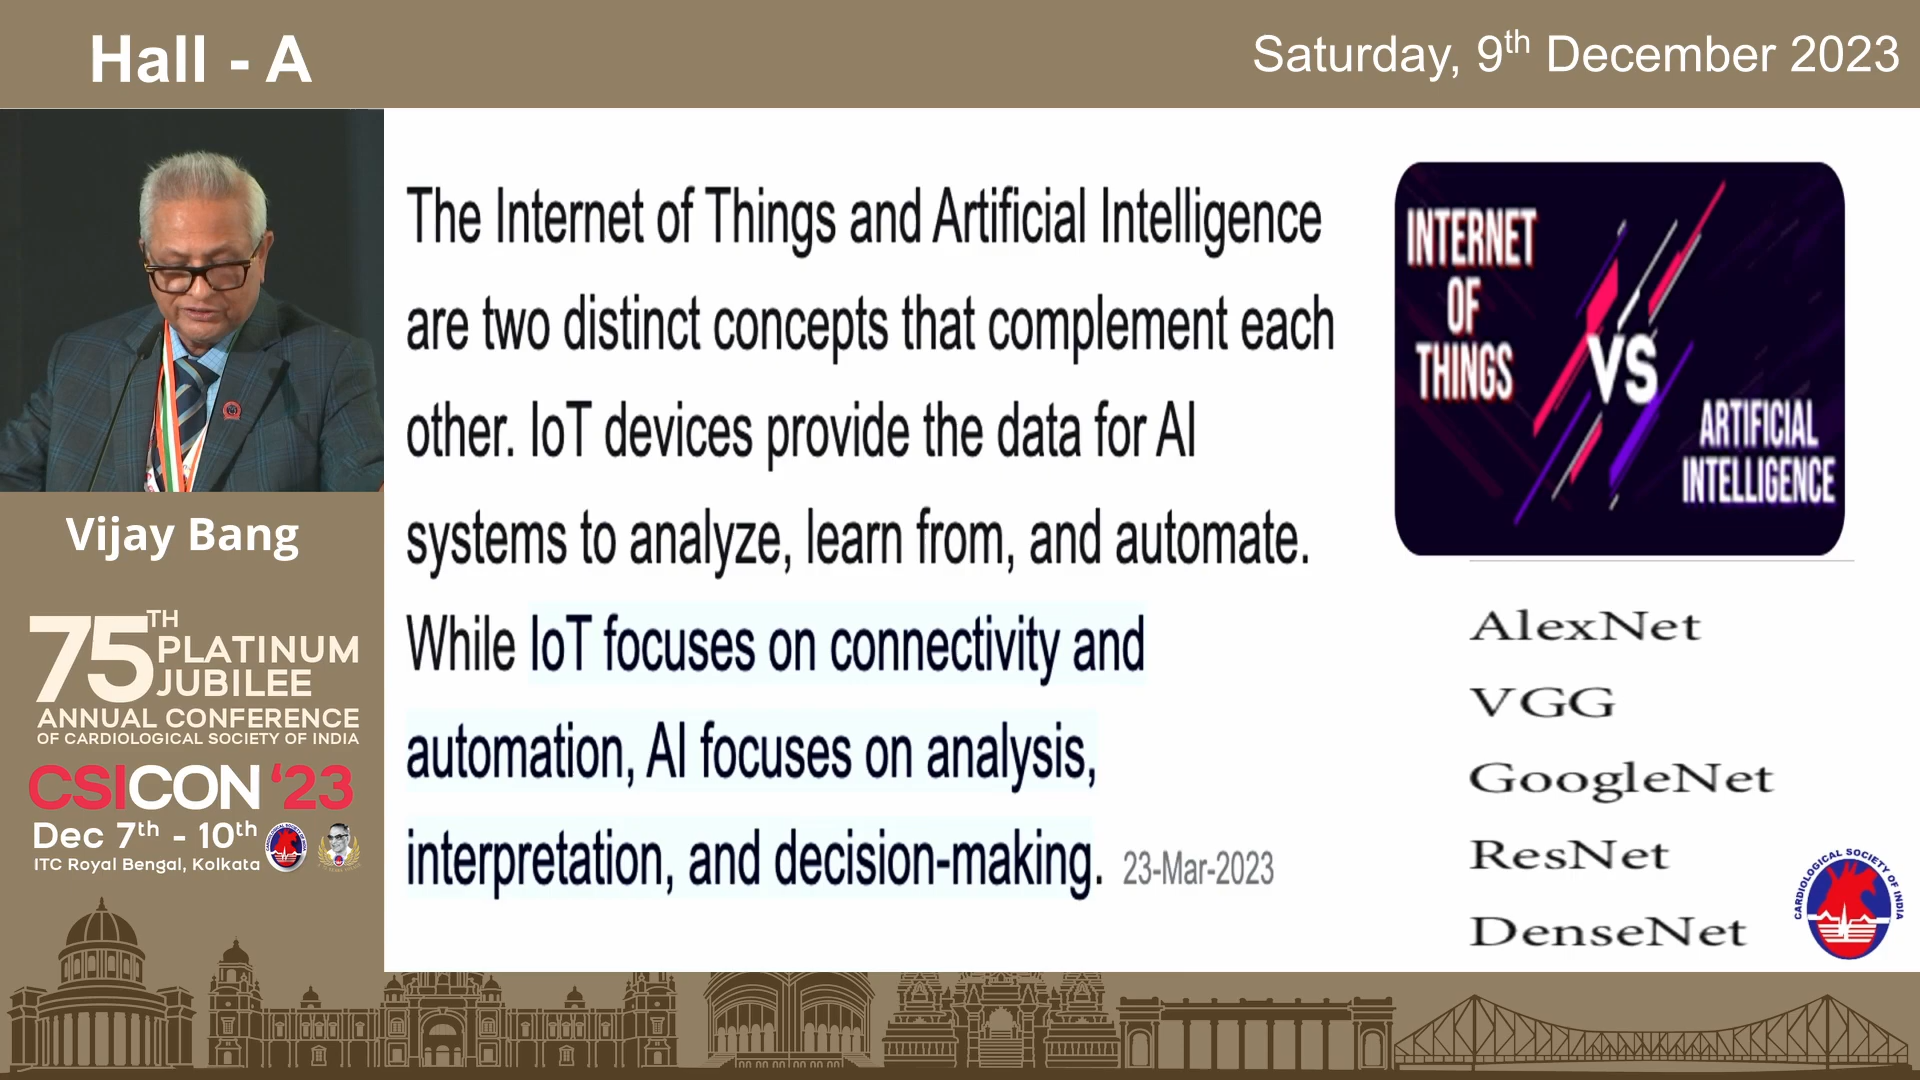 Hall - A
Saturday, 9th December 2023
The Internet of Things and Artificial Intelligence
are two distinct concepts that complement each
other. IoT devices provide the data for AI
systems to analyze, learn from, and automate.
While IoT focuses on connectivity and
automation, AI focuses on analysis,
interpretation, and decision-making. 23-Mar-2023
INTERNET
OF
THINGS
VS
ARTIFICIAL
INTELLIGENCE
AlexNet
VGG
GoogleNet
ResNet
DenseNet
CARDIOLOGICAL SOCIETY OF INDIA
Vijay Bang
75TH
PLATINUM
JUBILEE
ANNUAL CONFERENCE
OF CARDIOLOGICAL SOCIETY OF INDIA
CSICON ‘23
Dec 7th - 10th
ITC Royal Bengal, Kolkata